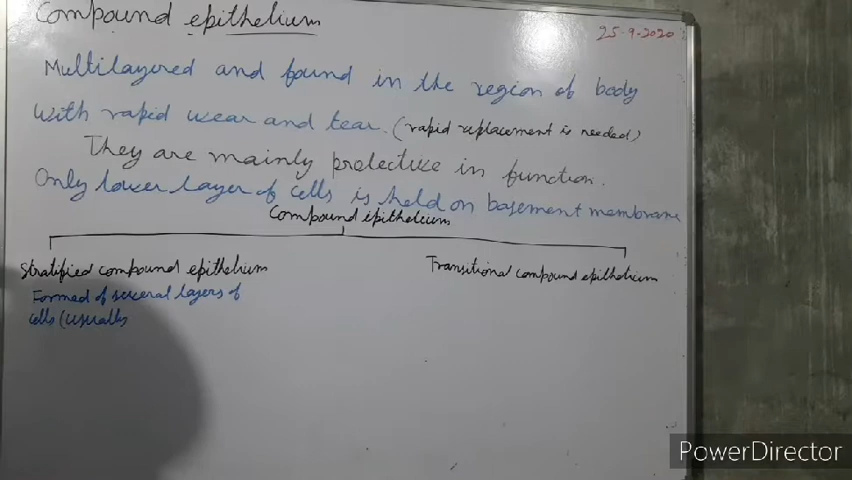 Compound epithelium
25-9-2020
Multilayered and found in the region of body
with rapid wear and tear. (rapid replacement is needed)
They are mainly protective in function.
Only lower layer of cells is held on basement membrane
Compound epithelium
Stratified compound epithelium
Transitional compound epithelium
Formed of several layers of
cells (usually
PowerDirector